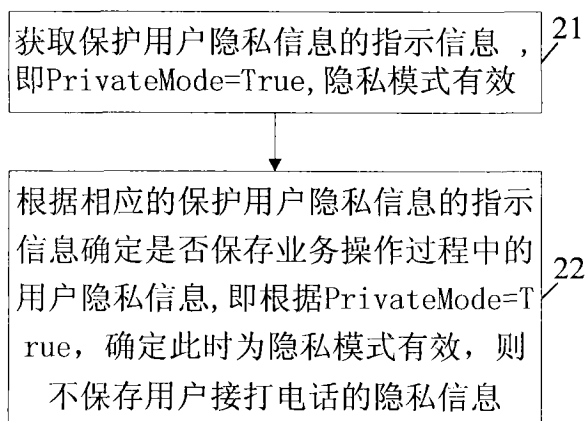 获取保护用户隐私信息的指示信息，
即PrivateMode=True,隐私模式有效
21
根据相应的保护用户隐私信息的指示
信息确定是否保存业务操作过程中的
用户隐私信息,即根据PrivateMode=T
rue，确定此时为隐私模式有效，则
不保存用户接打电话的隐私信息
22